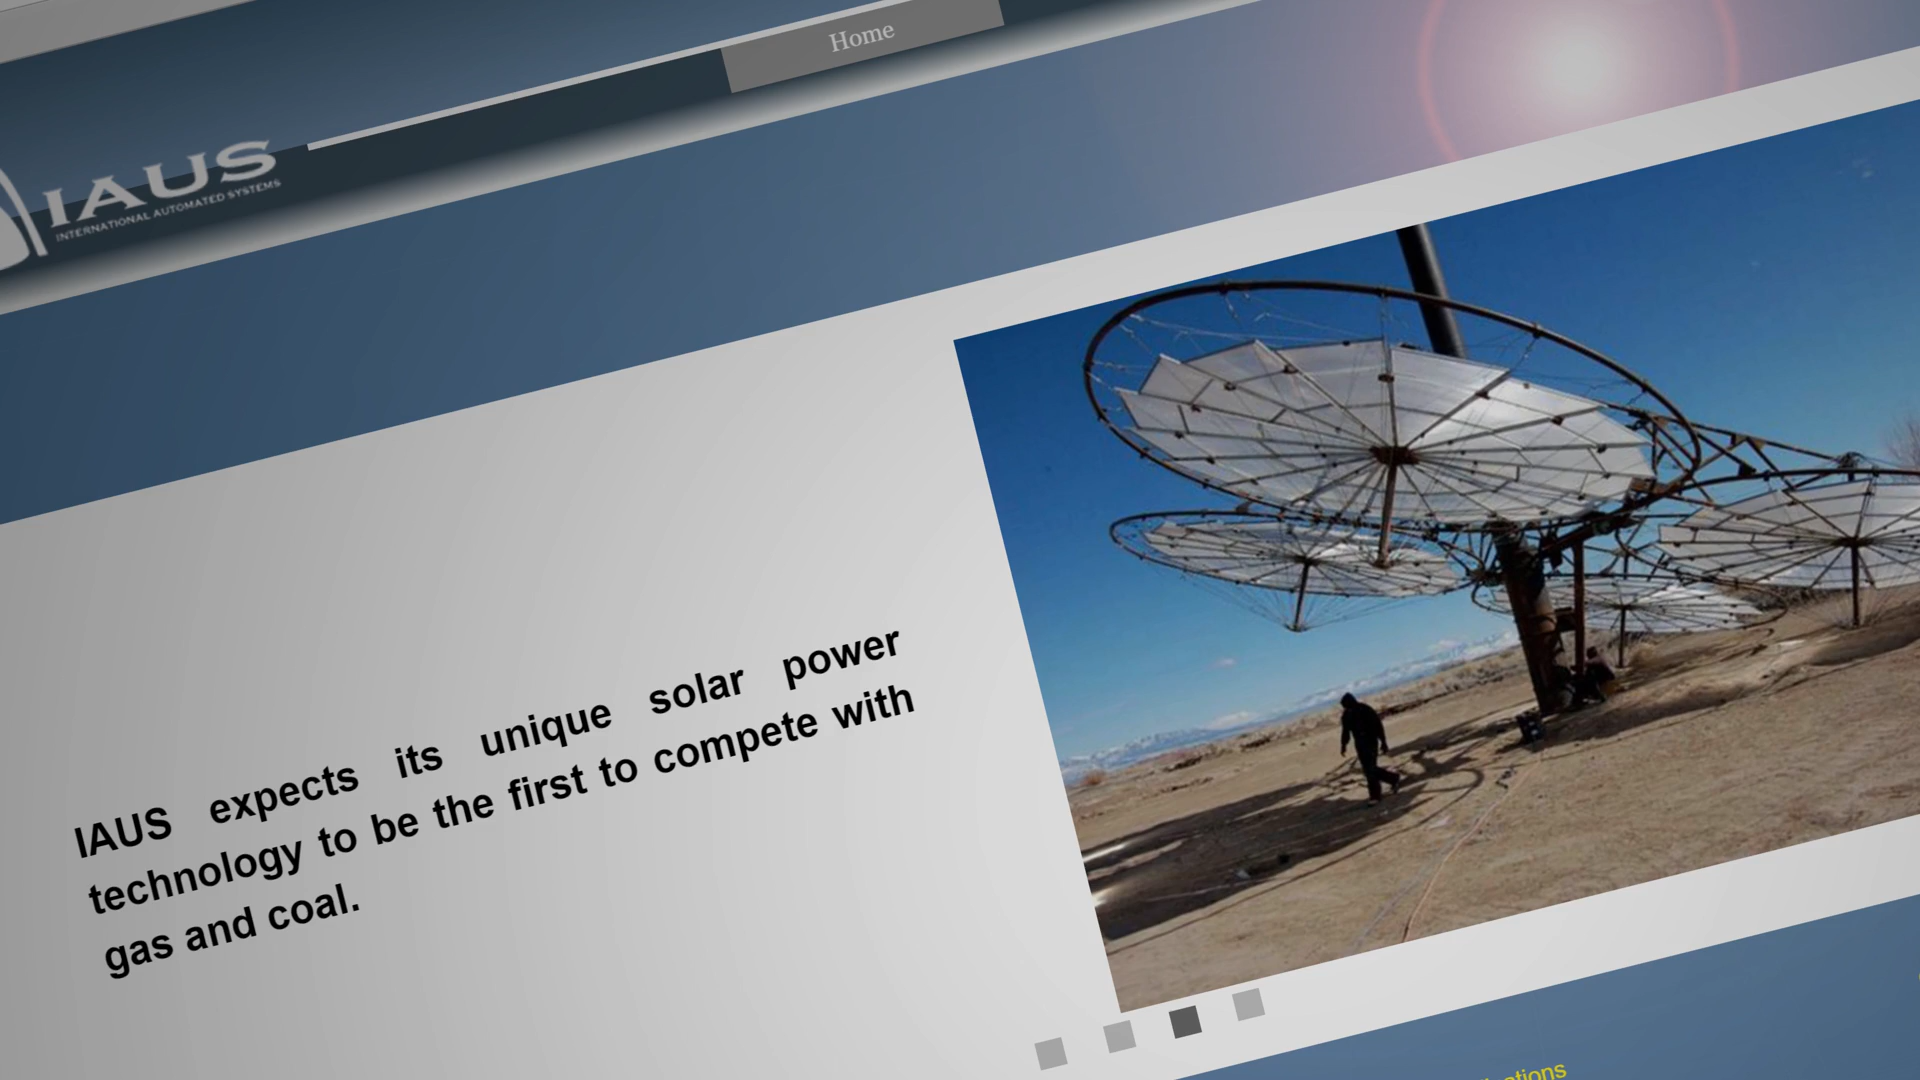 Home
IAUS
INTERNATIONAL AUTOMATED SYSTEMS
IAUS expects its unique solar power
technology to be the first to compete with
gas and coal.